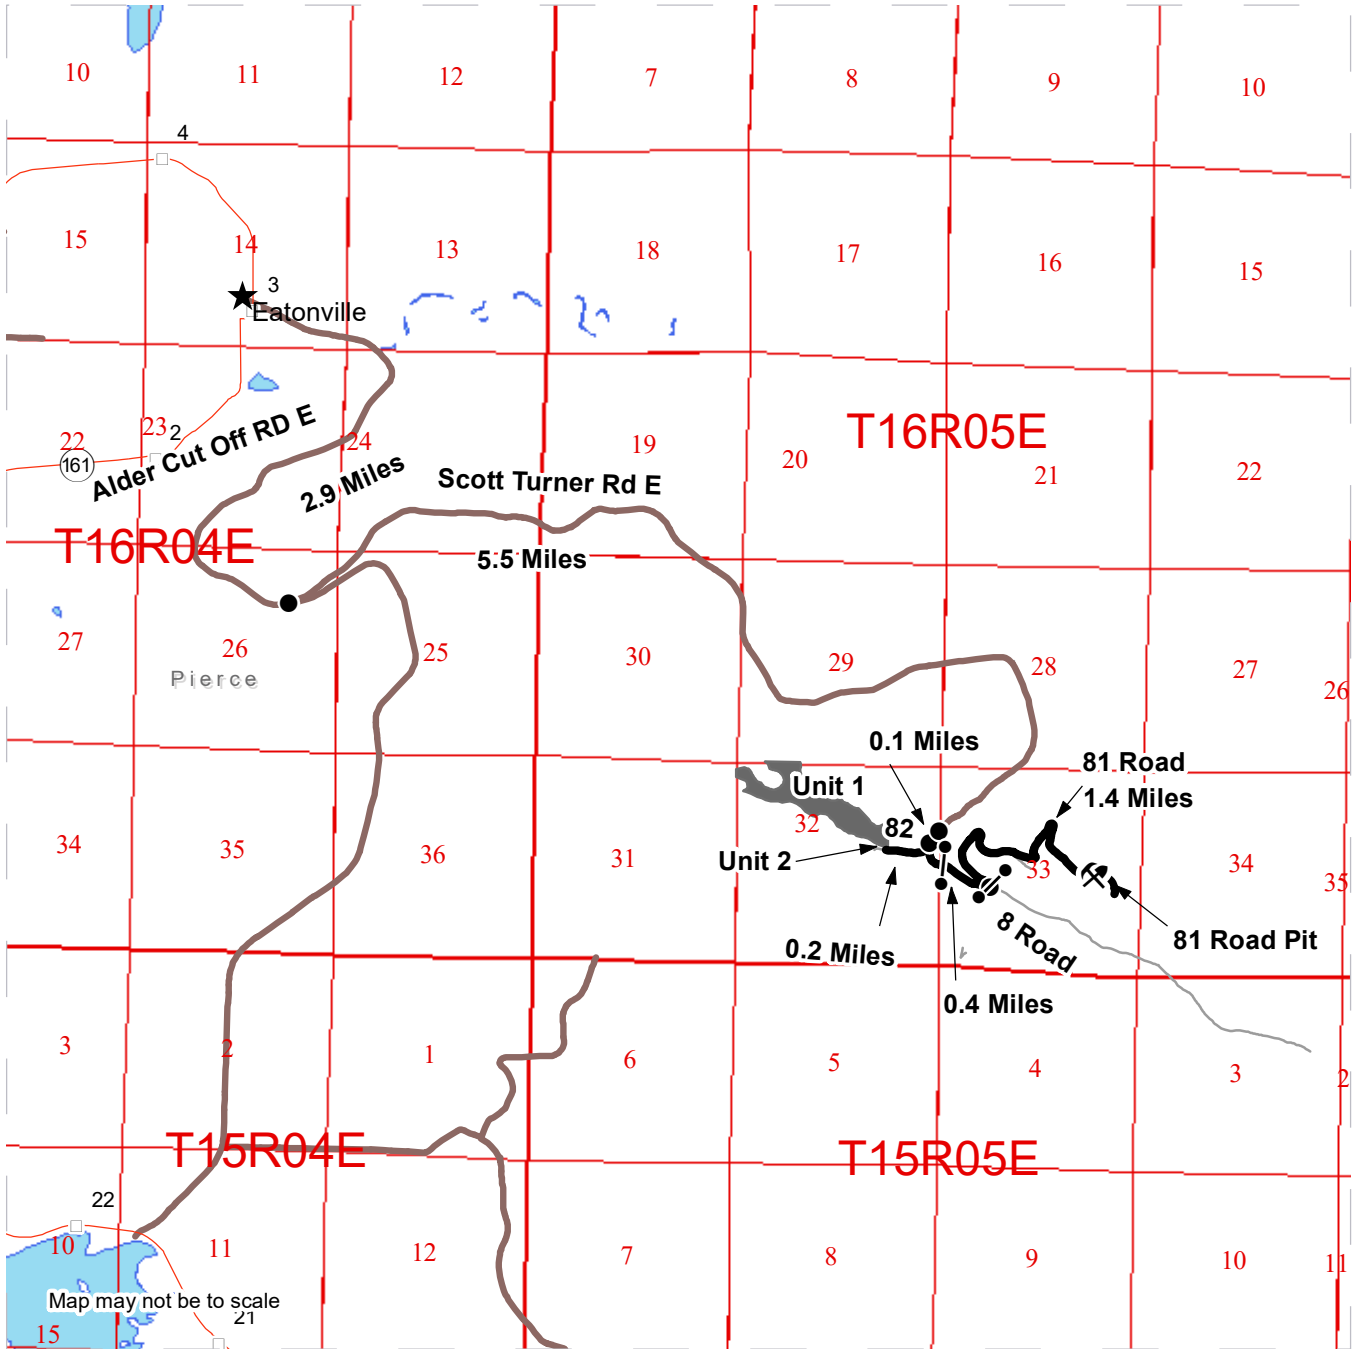 10 11 12 7 8 9 10
4
15 14 13 18 17 16 15
3
Eatonville
22 23 2 24 19 20 21 22
161
Alder Cut Off RD E
2.9 Miles
Scott Turner Rd E
T16R05E
T16R04E
5.5 Miles
27 26 25 30 29 28 27 26
Pierce
0.1 Miles
81 Road
1.4 Miles
Unit 1
34 35 36 31 32 82 33 34 35
Unit 2
8 Road
81 Road Pit
0.2 Miles
0.4 Miles
3 2 1 6 5 4 3 2
T15R04E
T15R05E
22
10 11 12 7 8 9 10 11
Map may not be to scale
21
15